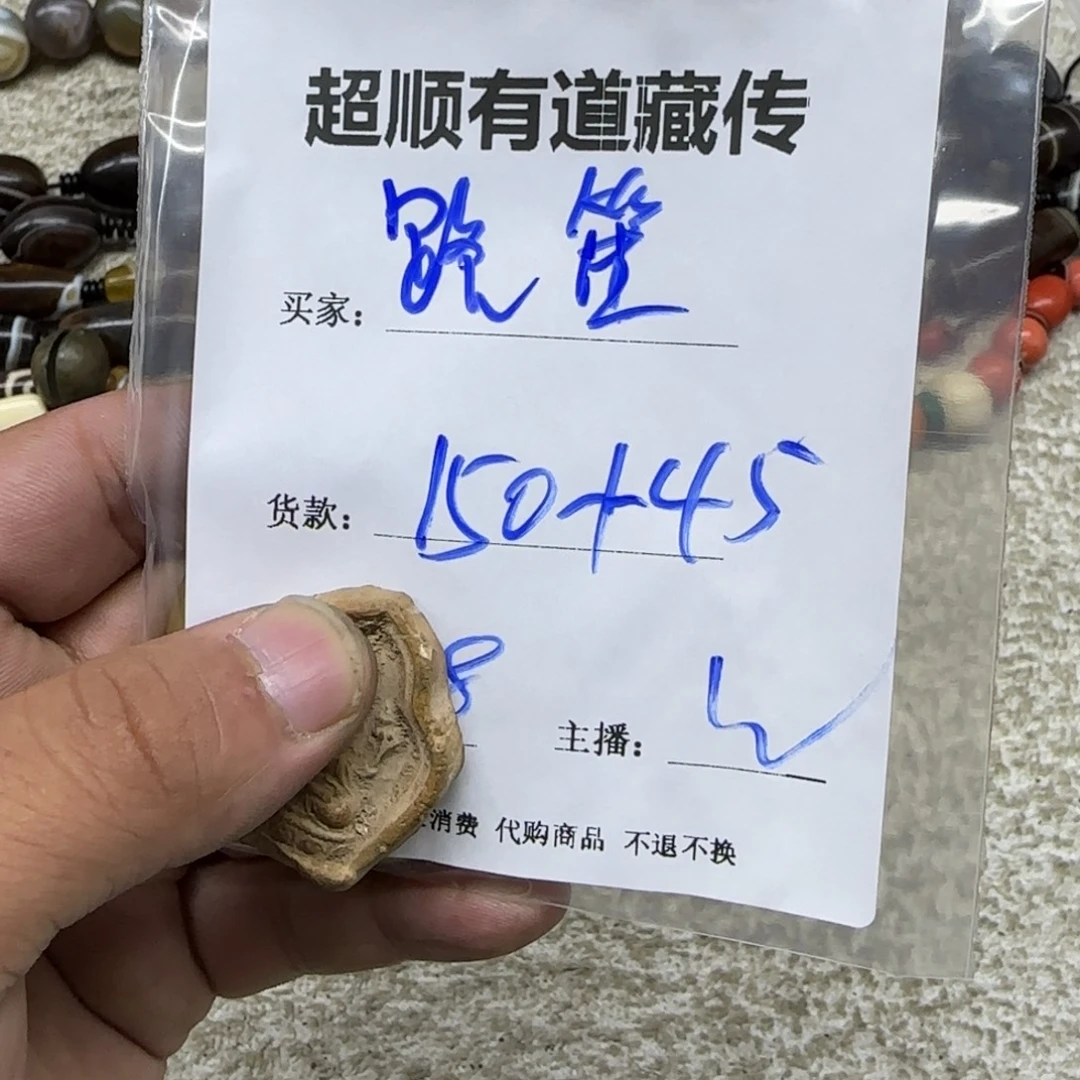 超顺有道藏传
买家：
货款： 150+45
8
主播：
消费 代购商品 不退不换